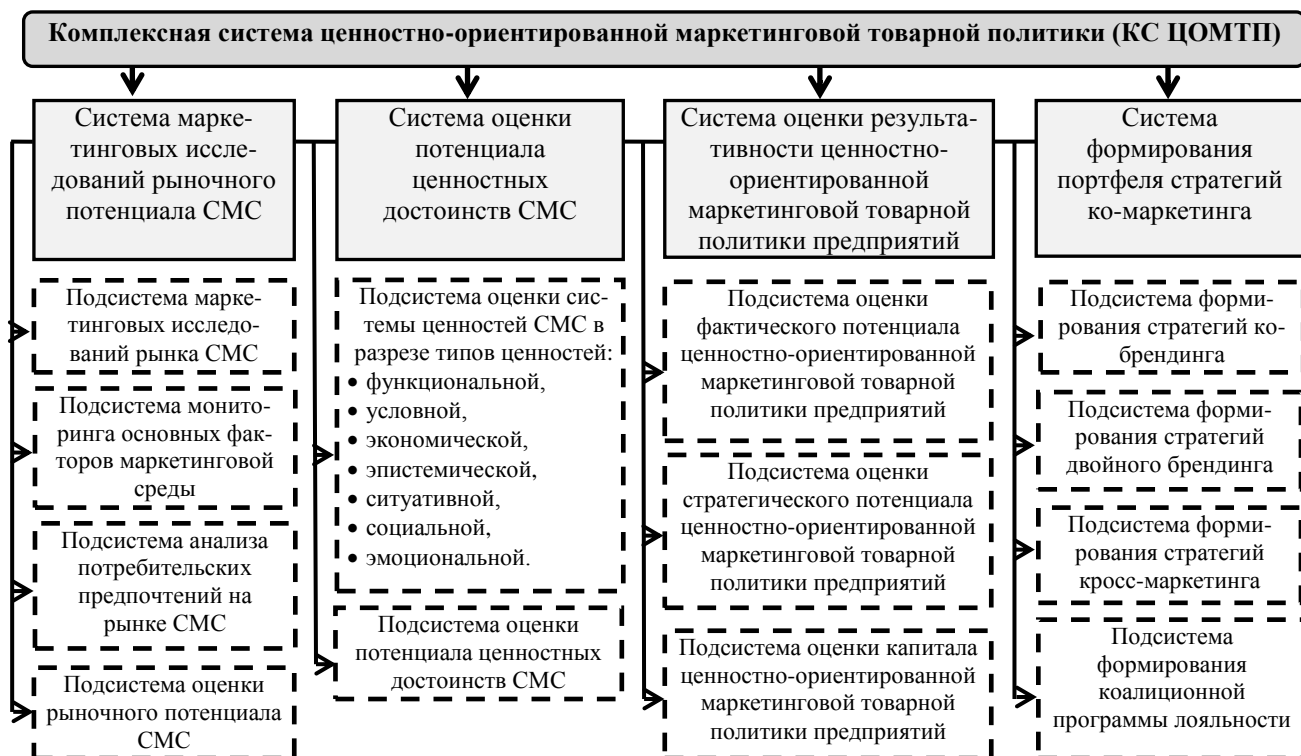 Комплексная система ценностно-ориентированной маркетинговой товарной политики (КС ЦОМТП)
Система марке-
тинговых иссле-
дований рыночного
потенциала СМС
Подсистема марке-
тинговых исследо-
ваний рынка СМС
Подсистема монито-
ринга основных фак-
торов маркетинговой
среды
Подсистема анализа
потребительских
предпочтений на
рынке СМС
Подсистема оценки
рыночного потенциала
СМС
Система оценки
потенциала
ценностных
достоинств СМС
Подсистема оценки сис-
темы ценностей СМС в
разрезе типов ценностей:
• функциональной,
• условной,
• экономической,
• эпистемической,
• ситуативной,
• социальной,
• эмоциональной.
Подсистема оценки
потенциала ценностных
достоинств СМС
Система оценки результа-
тивности ценностно-
ориентированной
маркетинговой товарной
политики предприятий
Подсистема оценки
фактического потенциала
ценностно-ориентированной
маркетинговой товарной
политики предприятий
Подсистема оценки
стратегического потенциала
ценностно-ориентированной
маркетинговой товарной
политики предприятий
Подсистема оценки капитала
ценностно-ориентированной
маркетинговой товарной
политики предприятий
Система
формирования
портфеля стратегий
ко-маркетинга
Подсистема форми-
рования стратегий ко-
брендинга
Подсистема форми-
рования стратегий
двойного брендинга
Подсистема форми-
рования стратегий
кросс-маркетинга
Подсистема
формирования
коалиционной
программы лояльности